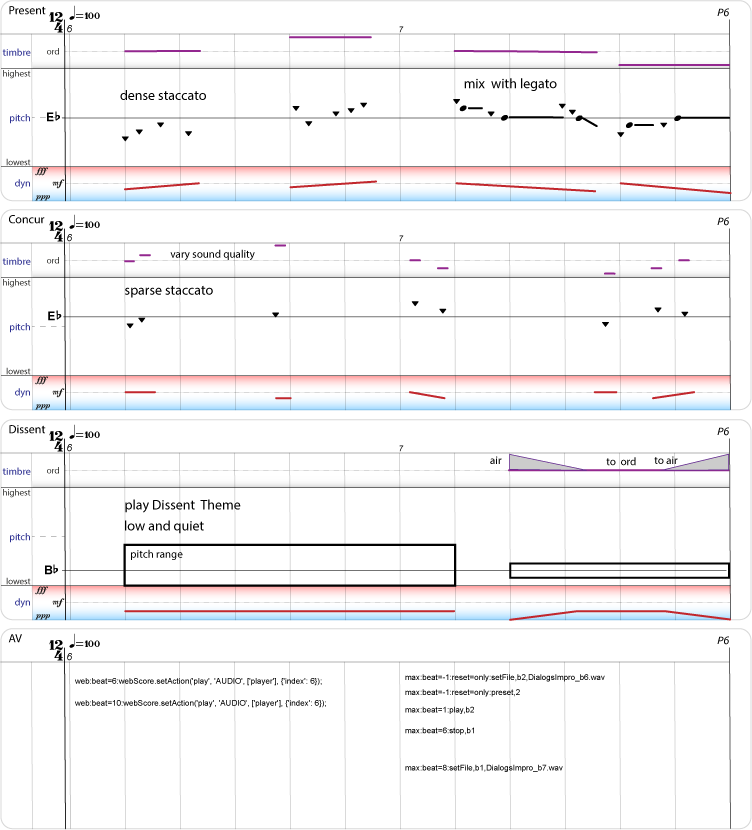 Present
12
4
♩=100
P6
6
7
timbre
ord
highest
dense staccato
mix with legato
pitch
E♭
lowest
fff
dyn
mf
ppp
Concur
12
4
♩=100
P6
6
7
timbre
ord
vary sound quality
highest
sparse staccato
E♭
pitch
lowest
fff
dyn
mf
ppp
Dissent
12
4
♩=100
P6
6
7
air
to ord
to air
timbre
ord
highest
play Dissent Theme
low and quiet
pitch
pitch range
B♭
lowest
fff
dyn
mf
ppp
AV
12
4
♩=100
P6
6
web:beat=6:webScore.setAction('play', 'AUDIO', ['player'], {'index': 6});
web:beat=10:webScore.setAction('play', 'AUDIO', ['player'], {'index': 6});
max:beat=-1:reset=only:setFile,b2,DialogsImpro_b6.wav
max:beat=-1:reset=only:preset,2
max:beat=1:play,b2
max:beat=6:stop,b1
max:beat=8:setFile,b1,DialogsImpro_b7.wav